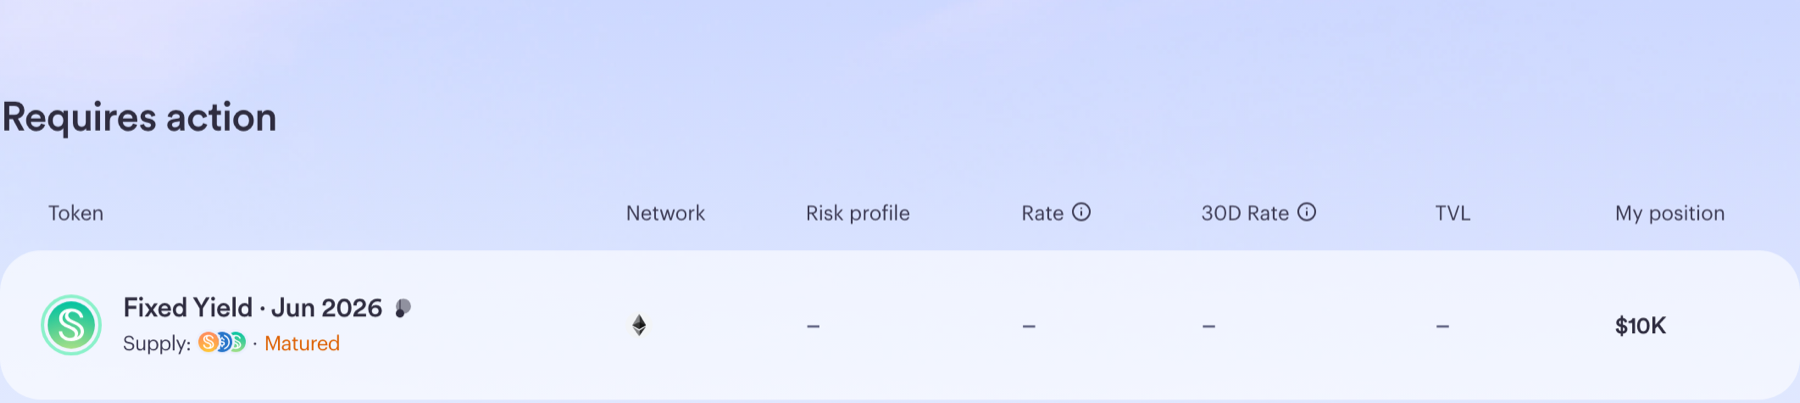 Requires action
Token Network Risk profile Rate 30D Rate TVL My position
Fixed Yield · Jun 2026
Supply: · Matured
– – – – $10K